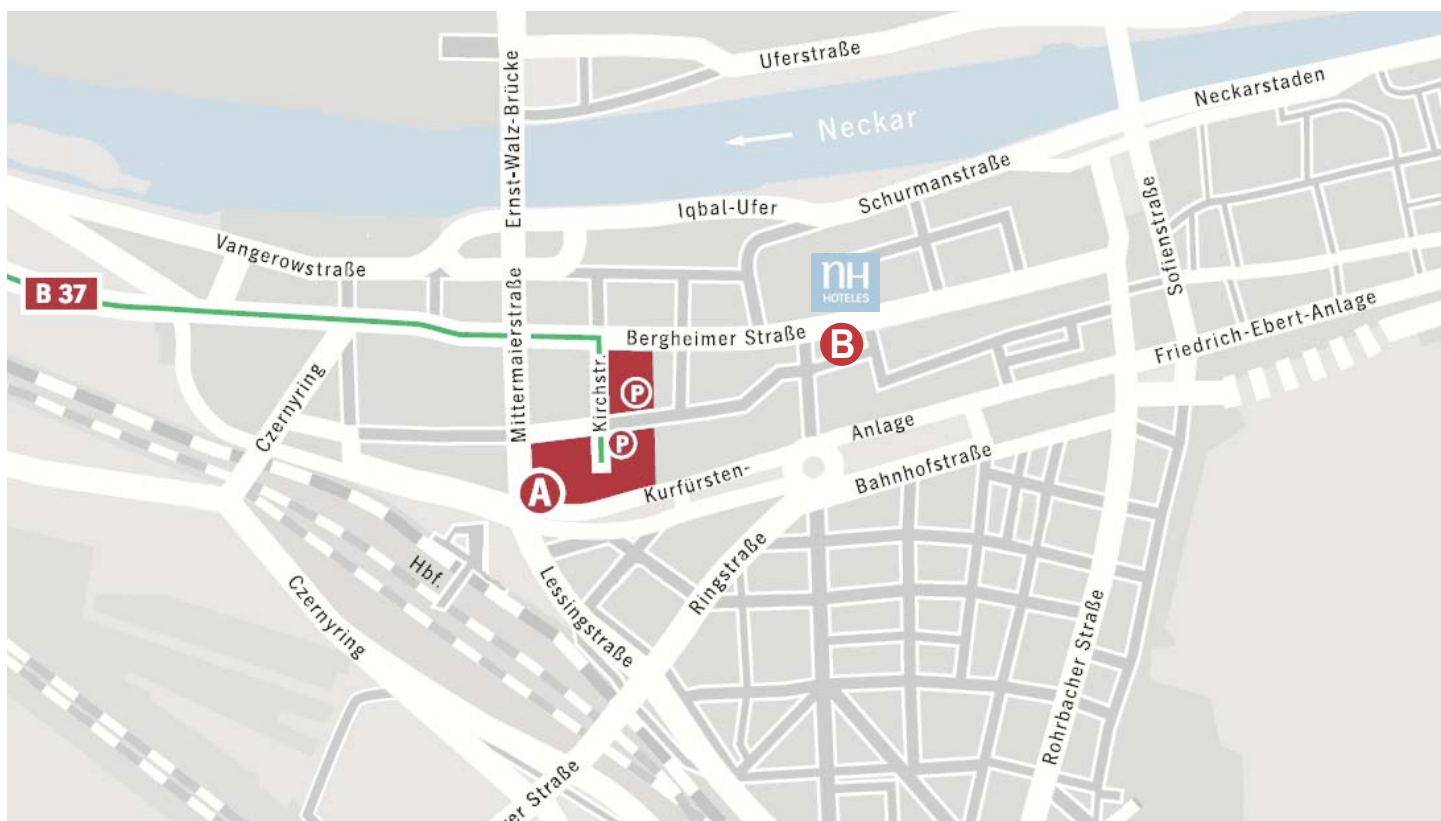 Uferstraße
Neckarstaden
Neckar
Ernst-Walz-Brücke
Schurmanstraße
Iqbal-Ufer
Sofienstraße
Vangerowstraße
nH
HOTELES
B 37
Mittermaierstraße
Bergheimer Straße
B
Friedrich-Ebert-Anlage
Czernyring
Kirchstr.
P
P
Anlage
Kurfürsten-
Bahnhofstraße
A
Hbf.
Lessingstraße
Ringstraße
Czernyring
Rohrbacher Straße
er Straße